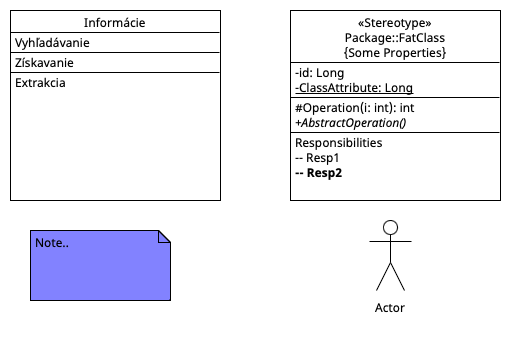 Informácie
Vyhľadávanie
Získavanie
Extrakcia
«Stereotype»
Package::FatClass
{Some Properties}
-id: Long
-ClassAttribute: Long
#Operation(i: int): int
+AbstractOperation()
Responsibilities
-- Resp1
-- Resp2
Note..
Actor